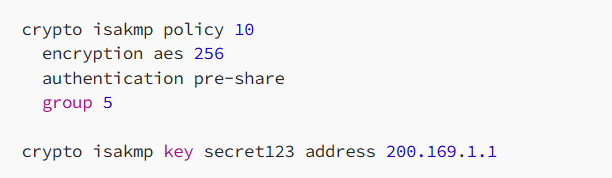 crypto isakmp policy 10
encryption aes 256
authentication pre-share
group 5
crypto isakmp key secret123 address 200.169.1.1